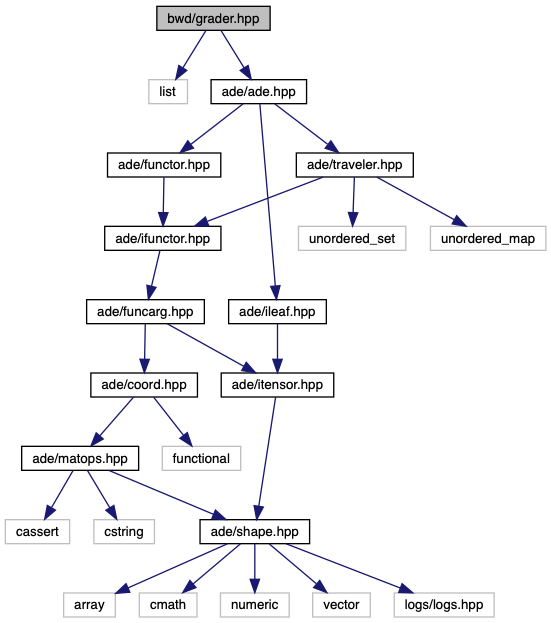 bwd/grader.hpp
list
ade/ade.hpp
ade/functor.hpp
ade/traveler.hpp
ade/ifunctor.hpp
unordered_set
unordered_map
ade/funcarg.hpp
ade/ileaf.hpp
ade/coord.hpp
ade/itensor.hpp
ade/matops.hpp
functional
cassert
cstring
ade/shape.hpp
array
cmath
numeric
vector
logs/logs.hpp